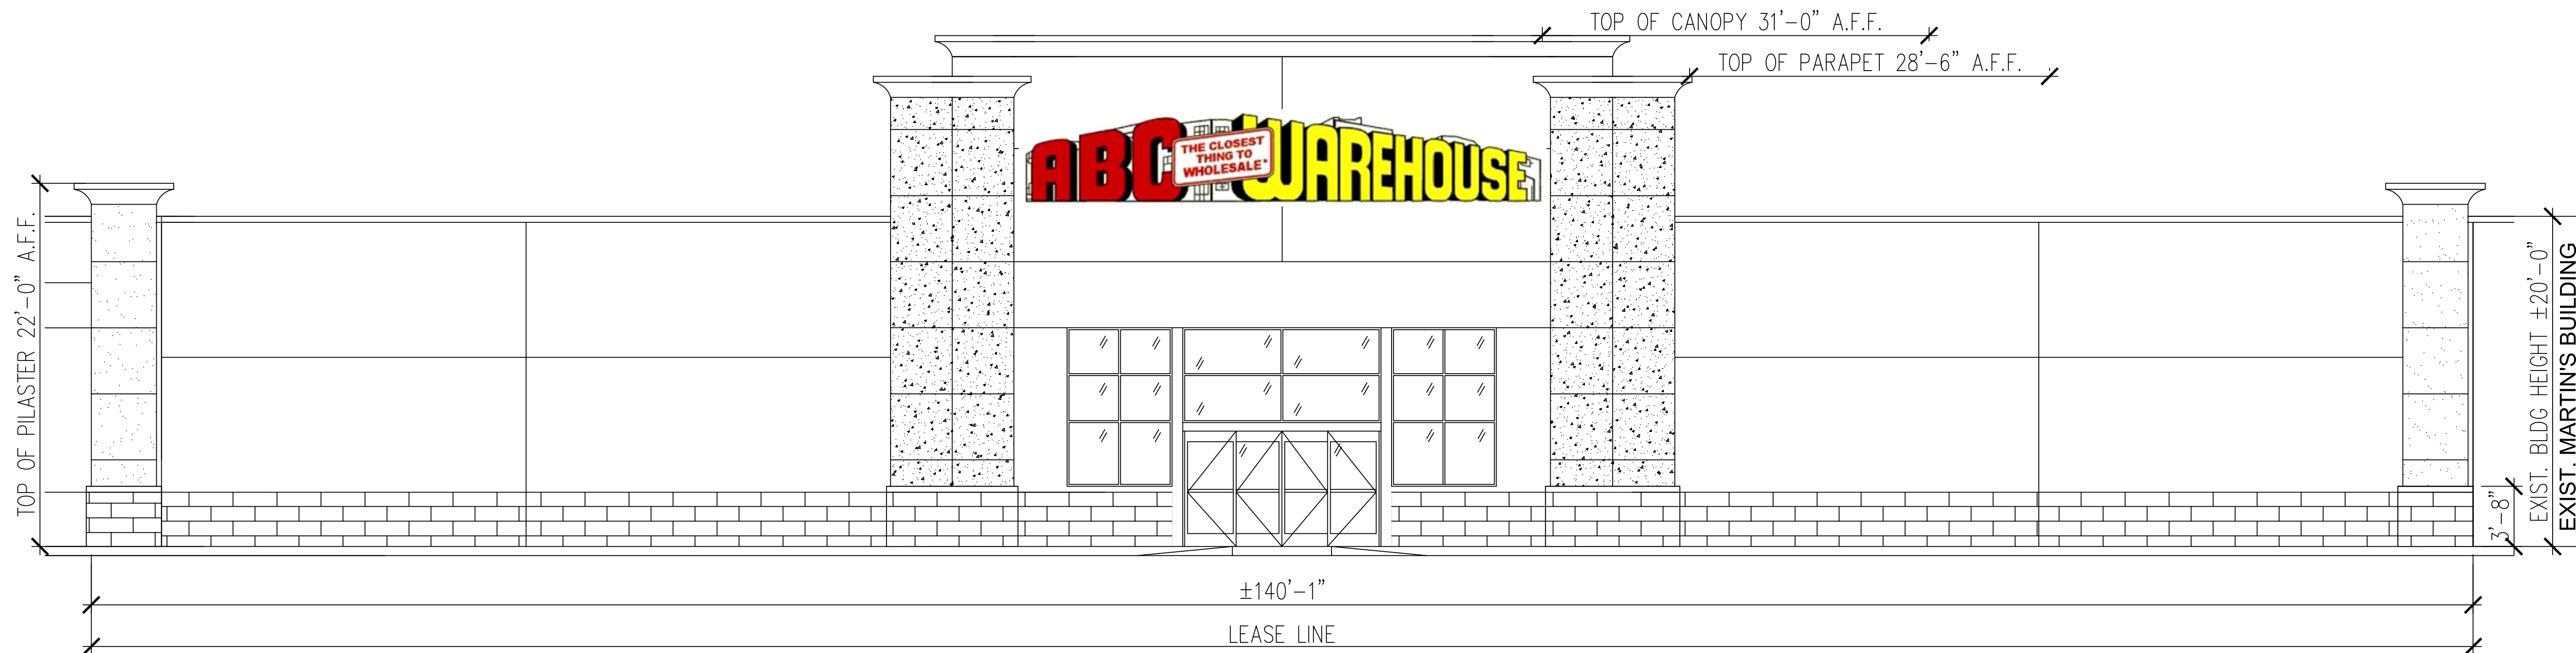 TOP OF CANOPY 31'-0" A.F.F.
TOP OF PARAPET 28'-6" A.F.F.
ABC WAREHOUSE
THE CLOSEST
THING TO
WHOLESALE*
TOP OF PILASTER 22'-0" A.F.F.
3'-8"
EXIST. BLDG HEIGHT ±20'-0"
EXIST. MARTIN'S BUILDING
±140'-1"
LEASE LINE